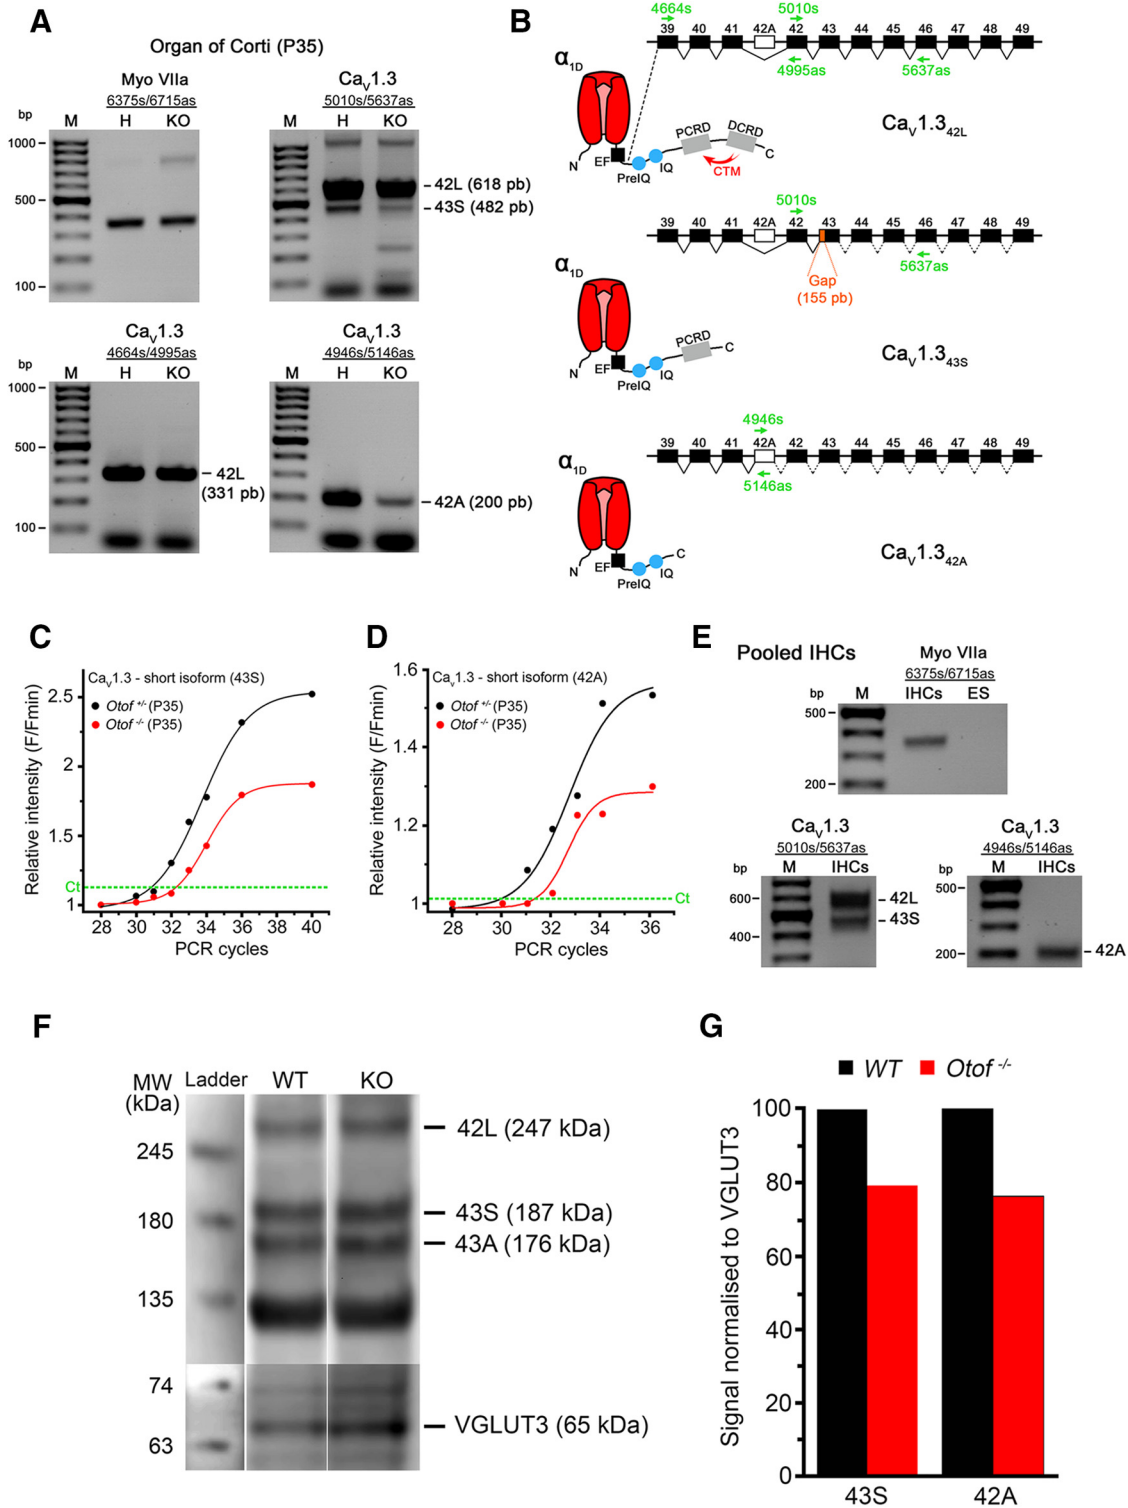 A
Organ of Corti (P35)
Myo VIIa
6375s/6715as
bp
M
H
KO
1000
500
100
Caᵥ1.3
5010s/5637as
M
H
KO
42L (618 pb)
43S (482 pb)
Caᵥ1.3
4664s/4995as
bp
M
H
KO
1000
500
100
42L
(331 pb)
Caᵥ1.3
4946s/5146as
M
H
KO
42A (200 pb)
B
4664s
5010s
39 40 41 42A 42 43 44 45 46 47 48 49
4995as
5637as
α1D
N
EF
PreIQ
IQ
PCRD
DCRD
C
CTM
Caᵥ1.342L
5010s
39 40 41 42A 42 43 44 45 46 47 48 49
5637as
Gap
(155 pb)
α1D
N
EF
PreIQ
IQ
PCRD
C
Caᵥ1.343S
4946s
39 40 41 42A 42 43 44 45 46 47 48 49
5146as
α1D
N
EF
PreIQ
IQ
C
Caᵥ1.342A
C
Caᵥ1.3 - short isoform (43S)
Otof +/- (P35)
Otof -/- (P35)
Relative intensity (F/Fmin)
2.5
2
1.5
1
Ct
28 30 32 34 36 38 40
PCR cycles
D
Caᵥ1.3 - short isoform (42A)
Otof +/- (P35)
Otof -/- (P35)
Relative intensity (F/Fmin)
1.6
1.4
1.2
1
Ct
28 30 32 34 36
PCR cycles
E
Pooled IHCs
Myo VIIa
6375s/6715as
bp
M
IHCs
ES
500
200
Caᵥ1.3
5010s/5637as
bp
M
IHCs
600
400
42L
43S
Caᵥ1.3
4946s/5146as
bp
M
IHCs
500
200
42A
F
MW
(kDa)
Ladder
WT
KO
245
180
135
74
63
42L (247 kDa)
43S (187 kDa)
43A (176 kDa)
VGLUT3 (65 kDa)
G
WT
Otof -/-
Signal normalised to VGLUT3
100
80
60
40
20
0
43S
42A